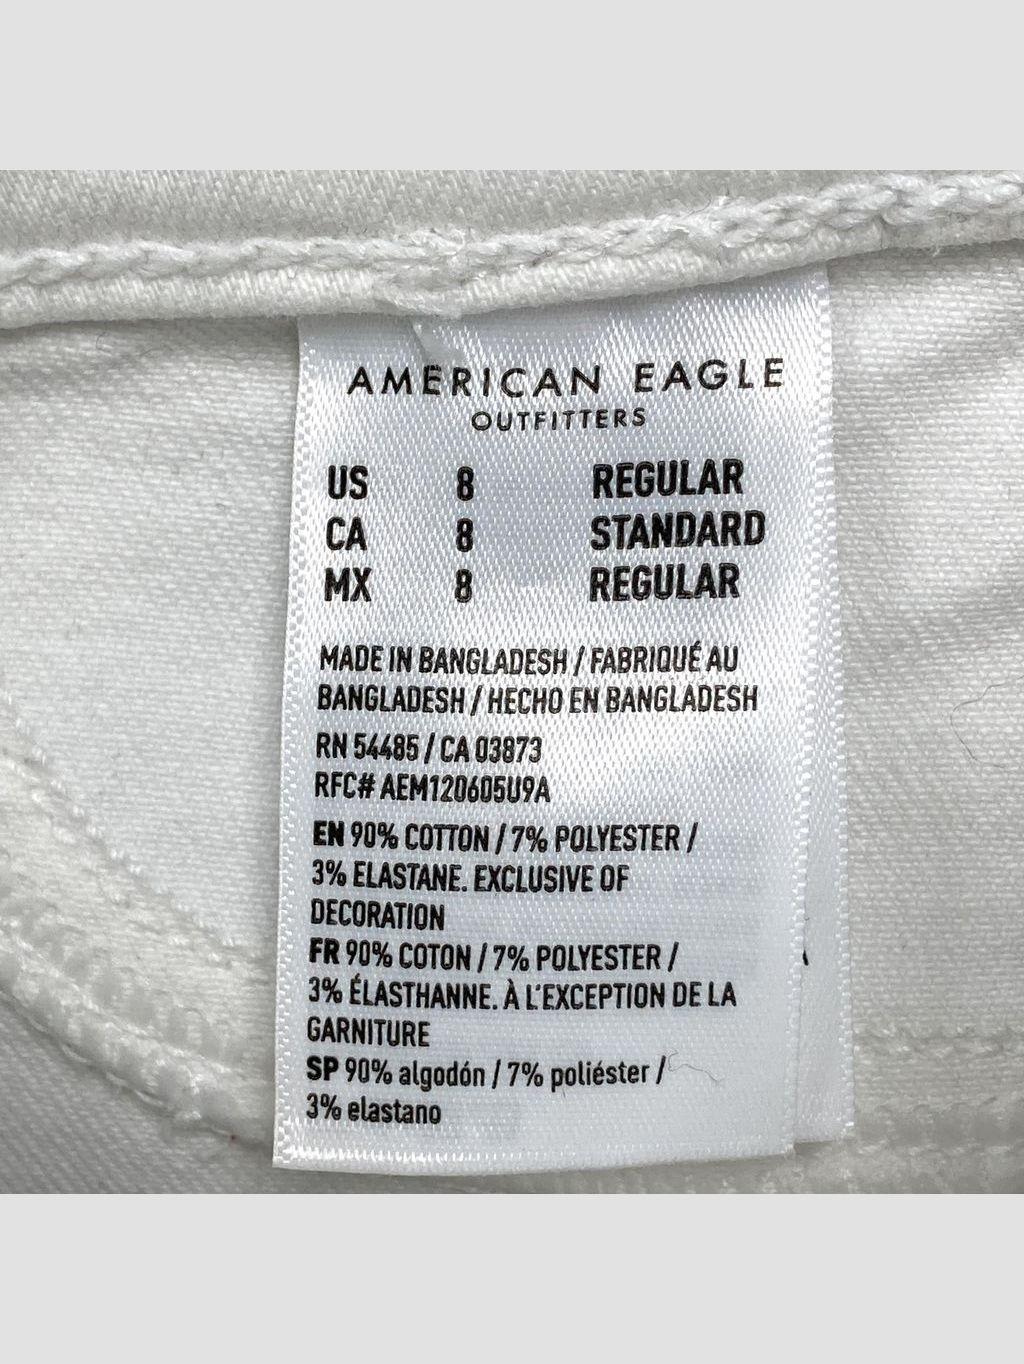 AMERICAN EAGLE
OUTFITTERS
US 8 REGULAR
CA 8 STANDARD
MX 8 REGULAR
MADE IN BANGLADESH / FABRIQUÉ AU
BANGLADESH / HECHO EN BANGLADESH
RN 54485 / CA 03873
RFC# AEM120605U9A
EN 90% COTTON / 7% POLYESTER /
3% ELASTANE. EXCLUSIVE OF
DECORATION
FR 90% COTON / 7% POLYESTER /
3% ÉLASTHANNE. À L'EXCEPTION DE LA
GARNITURE
SP 90% algodón / 7% poliéster /
3% elastano